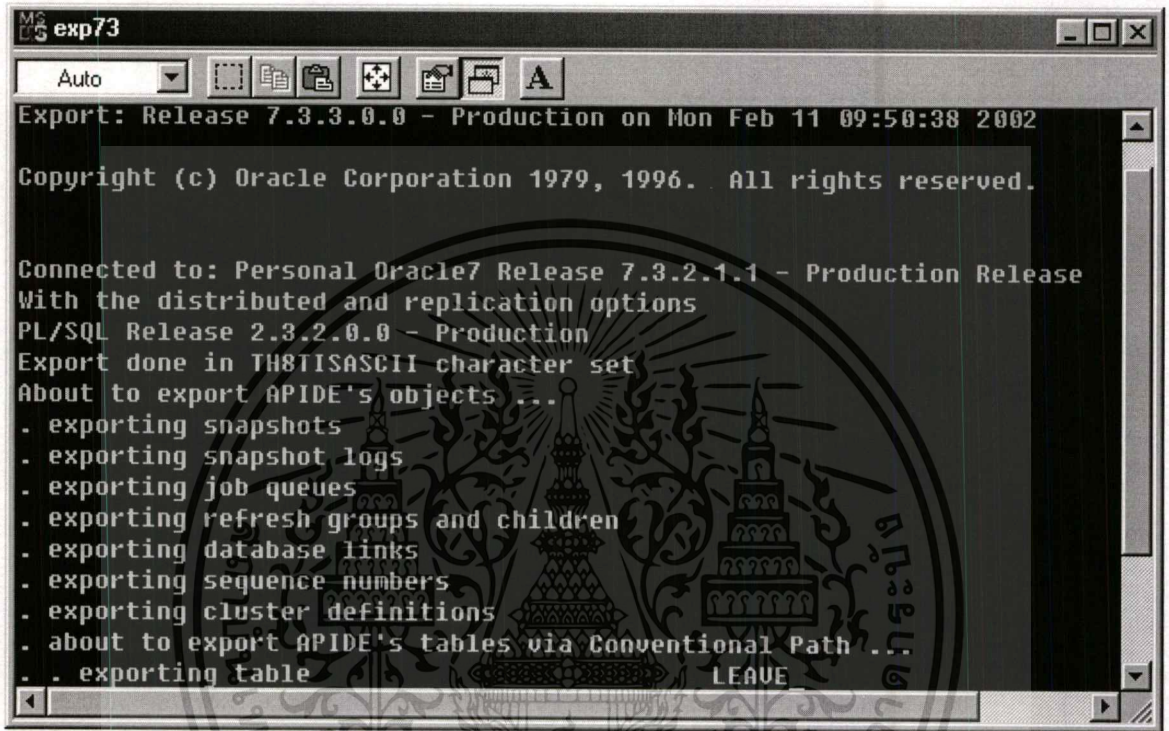 exp73
Auto
A
Export: Release 7.3.3.0.0 - Production on Mon Feb 11 09:50:38 2002
Copyright (c) Oracle Corporation 1979, 1996.  All rights reserved.
Connected to: Personal Oracle7 Release 7.3.2.1.1 - Production Release
With the distributed and replication options
PL/SQL Release 2.3.2.0.0 - Production
Export done in TH8TISASCII character set
About to export APIDE's objects ...
. exporting snapshots
. exporting snapshot logs
. exporting job queues
. exporting refresh groups and children
. exporting database links
. exporting sequence numbers
. exporting cluster definitions
. about to export APIDE's tables via Conventional Path ...
. . exporting table                          LEAVE_